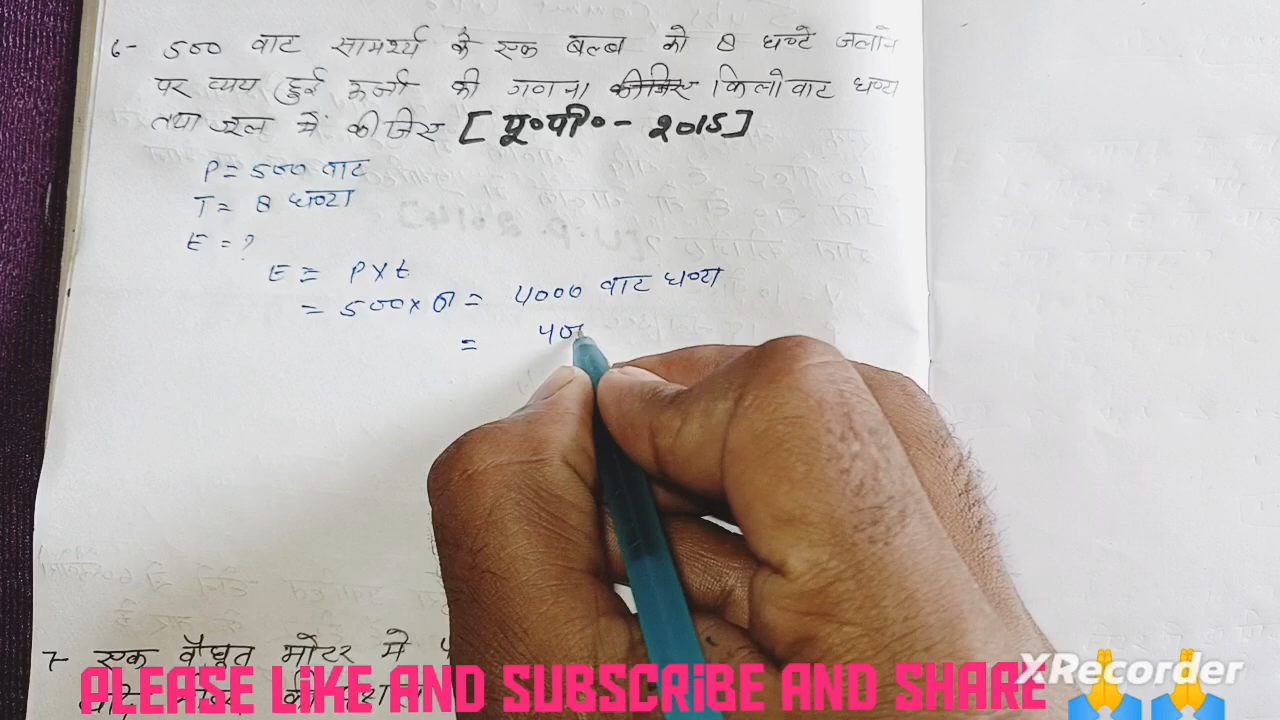 6- 500 वाट सामर्थ्य के एक बल्ब को 8 घण्टे जलाने
पर व्यय हुई ऊर्जा की गणना कीजिए किलोवाट घण्टा
तथा जूल में कीजिए [यू०पी०-2015]
P = 500 वाट
T = 8 घण्टा
E = ?
E = P x t
= 500 x 8 = 4000 वाट घण्टा
= 400
7- एक वैद्युत मोटर में
PLEASE LiKE AND SUBSCRiBE AND SHARE
XRecorder